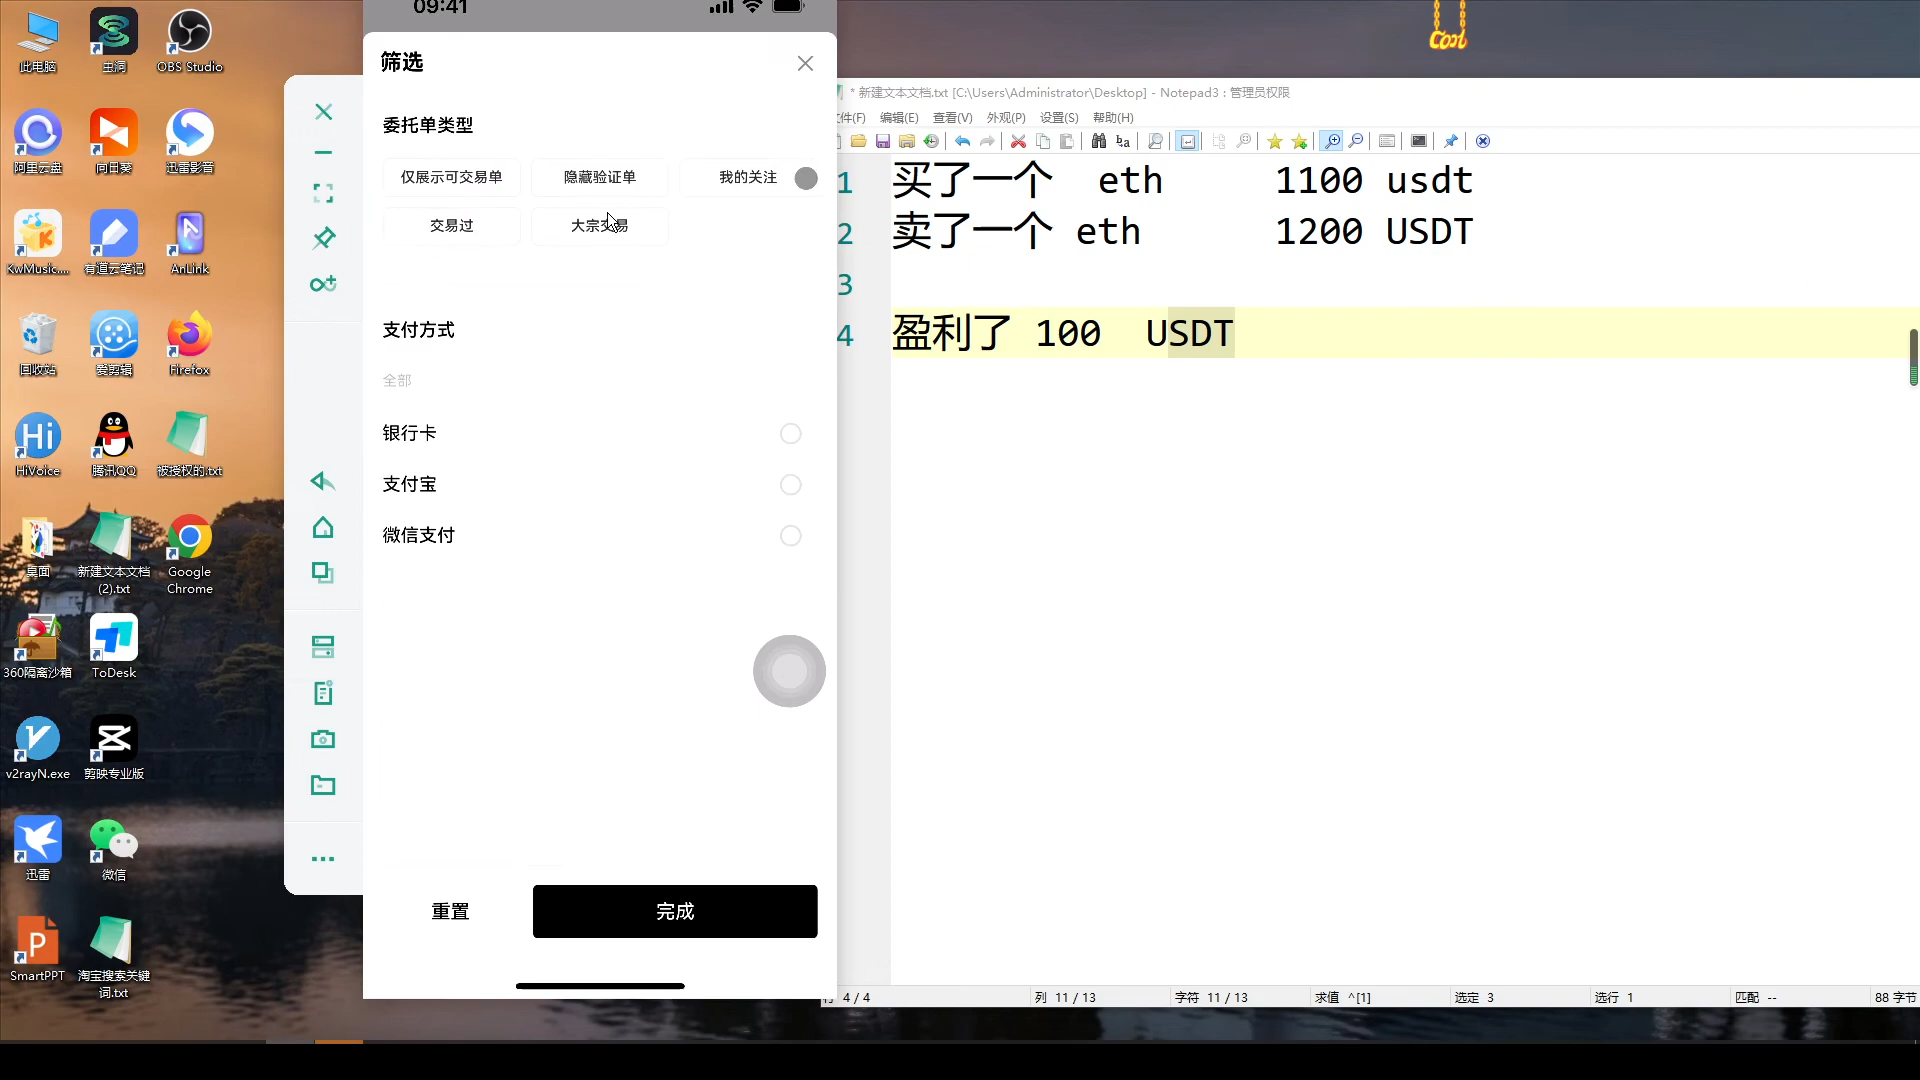 此电脑
OBS Studio
阿里云盘
向日葵
迅雷影音
KwMusic....
有道云笔记
AnLink
回收站
爱剪辑
Firefox
HiVoice
腾讯QQ
被授权的.txt
桌面
新建文本文档
(2).txt
Google
Chrome
360隔离沙箱
ToDesk
v2rayN.exe
剪映专业版
迅雷
微信
SmartPPT
淘宝搜索关键
词.txt
09:41
筛选
委托单类型
仅展示可交易单
隐藏验证单
我的关注
交易过
大宗交易
支付方式
全部
银行卡
支付宝
微信支付
重置
完成
Cool
* 新建文本文档.txt [C:\Users\Administrator\Desktop] - Notepad3 : 管理员权限
件(F) 编辑(E) 查看(V) 外观(P) 设置(S) 帮助(H)
1 买了一个 eth 1100 usdt
2 卖了一个 eth 1200 USDT
3
4 盈利了 100 USDT
4 / 4 列 11 / 13 字符 11 / 13 求值 ^[1] 选定 3 选行 1 匹配 -- 88 字节